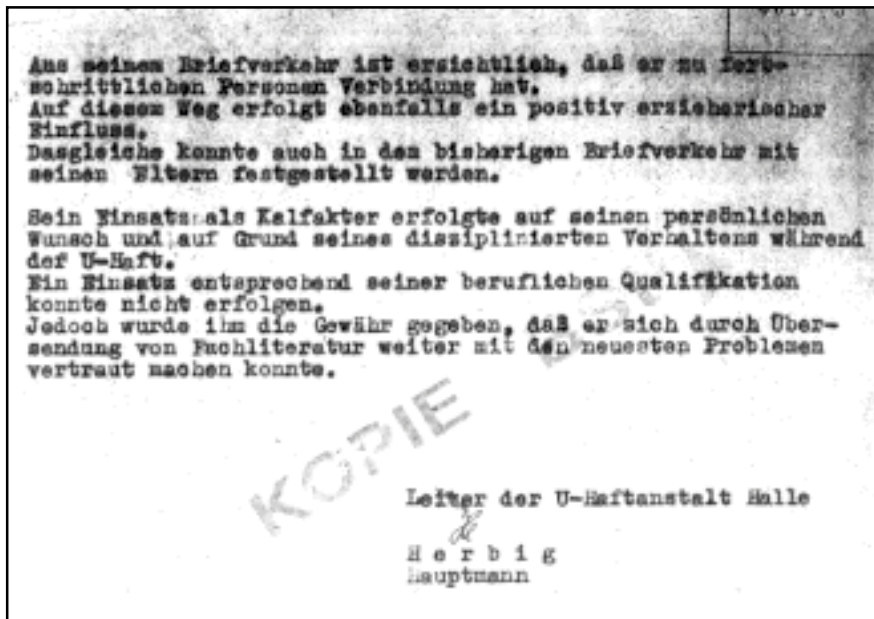 Aus seinem Briefverkehr ist ersichtlich, daß er zu fort-
schrittlichen Personen Verbindung hat.
Auf diesem Weg erfolgt ebenfalls ein positiv erzieherischer
Einfluss.
Dasgleiche konnte auch in dem bisherigen Briefverkehr mit
seinen Eltern festgestellt werden.
Sein Einsatz als Kalfakter erfolgte auf seinen persönlichen
Wunsch und auf Grund seines disziplinierten Verhaltens während
der U-Haft.
Ein Einsatz entsprechend seiner beruflichen Qualifikation
konnte nicht erfolgen.
Jedoch wurde ihm die Gewähr gegeben, daß er sich durch Über-
sendung von Fachliteratur weiter mit den neuesten Problemen
vertraut machen konnte.
KOPIE
Leiter der U-Haftanstalt Halle
H e r b i g
Hauptmann